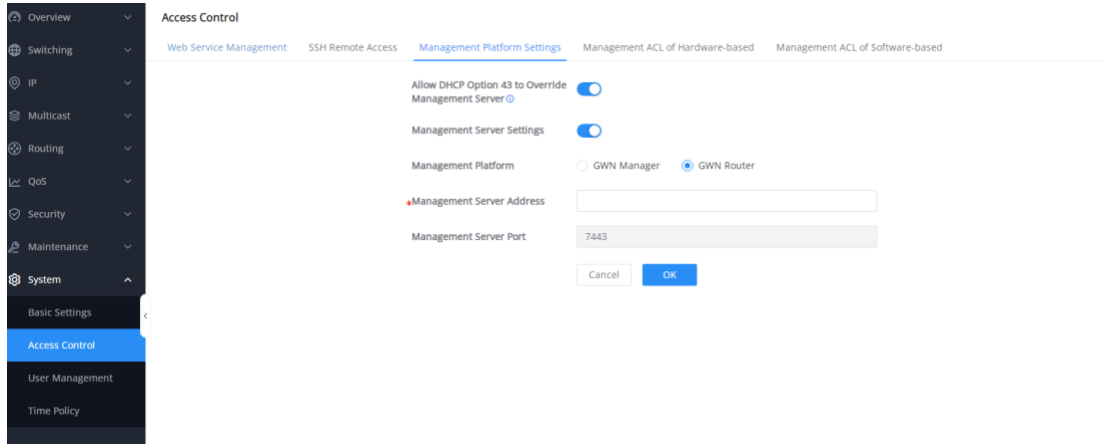 Overview
Switching
IP
Multicast
Routing
QoS
Security
Maintenance
System
Basic Settings
Access Control
User Management
Time Policy
Access Control
Web Service Management SSH Remote Access Management Platform Settings Management ACL of Hardware-based Management ACL of Software-based
Allow DHCP Option 43 to Override
Management Server
Management Server Settings
Management Platform GWN Manager GWN Router
*Management Server Address
Management Server Port 7443
Cancel OK